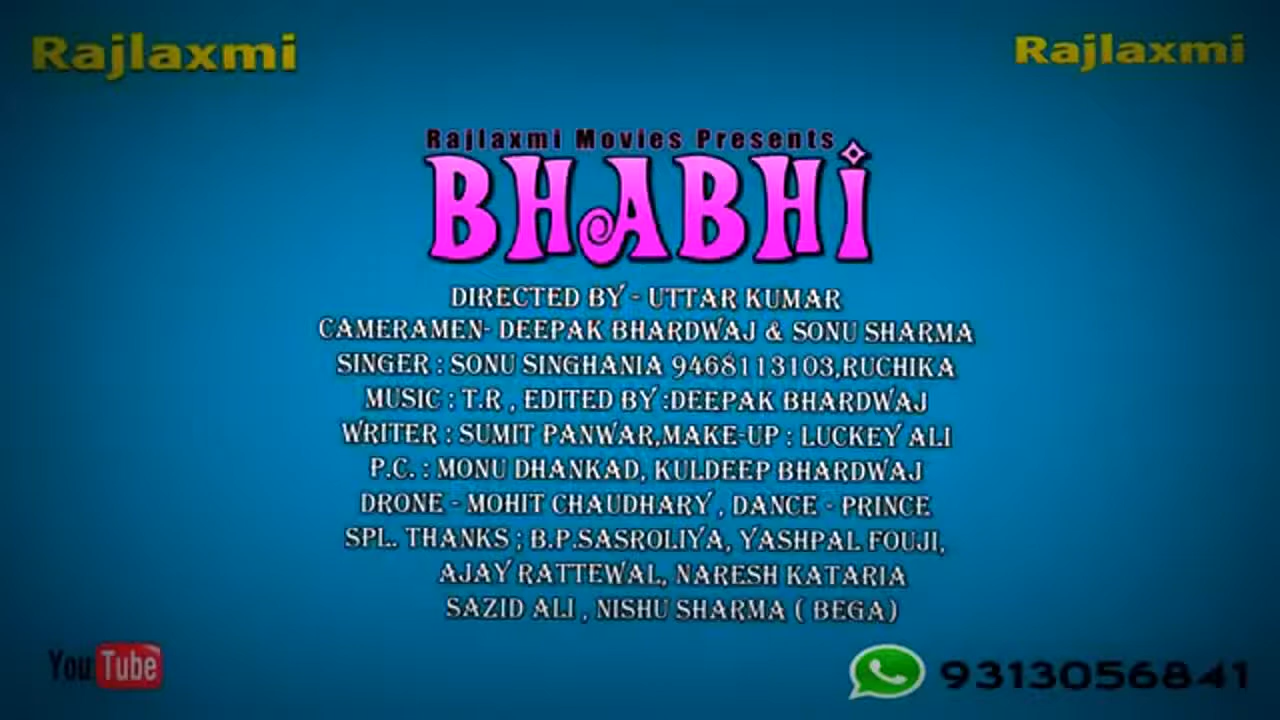 Rajlaxmi
Rajlaxmi
Rajlaxmi Movies Presents
BHABHi
DIRECTED BY - UTTAR KUMAR
CAMERAMEN- DEEPAK BHARDWAJ & SONU SHARMA
SINGER : SONU SINGHANIA 9468113103,RUCHIKA
MUSIC : T.R , EDITED BY :DEEPAK BHARDWAJ
WRITER : SUMIT PANWAR,MAKE-UP : LUCKEY ALI
P.C. : MONU DHANKAD, KULDEEP BHARDWAJ
DRONE - MOHIT CHAUDHARY , DANCE - PRINCE
SPL. THANKS ; B.P.SASROLIYA, YASHPAL FOUJI,
AJAY RATTEWAL, NARESH KATARIA
SAZID ALI , NISHU SHARMA ( BEGA)
YouTube
9313056841